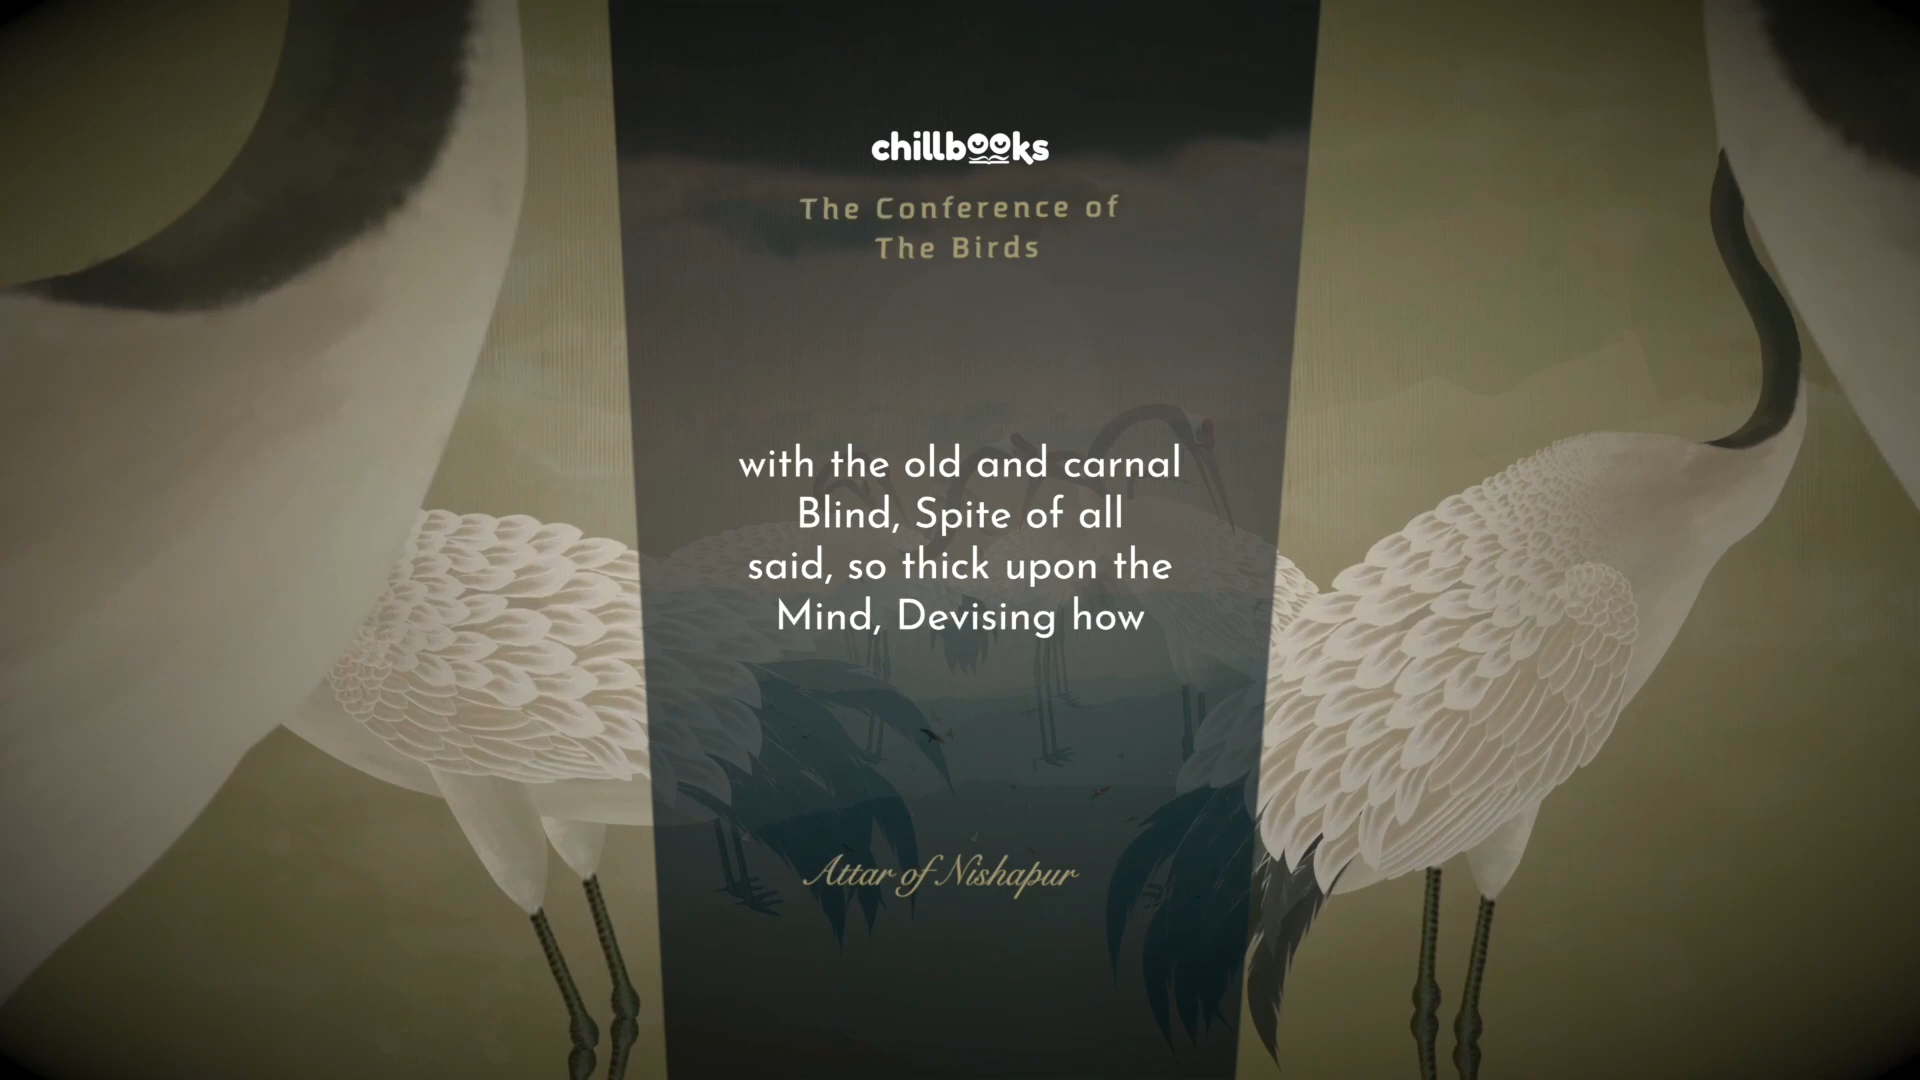 chillbooks
The Conference of
The Birds
with the old and carnal
Blind, Spite of all
said, so thick upon the
Mind, Devising how
Attar of Nishapur